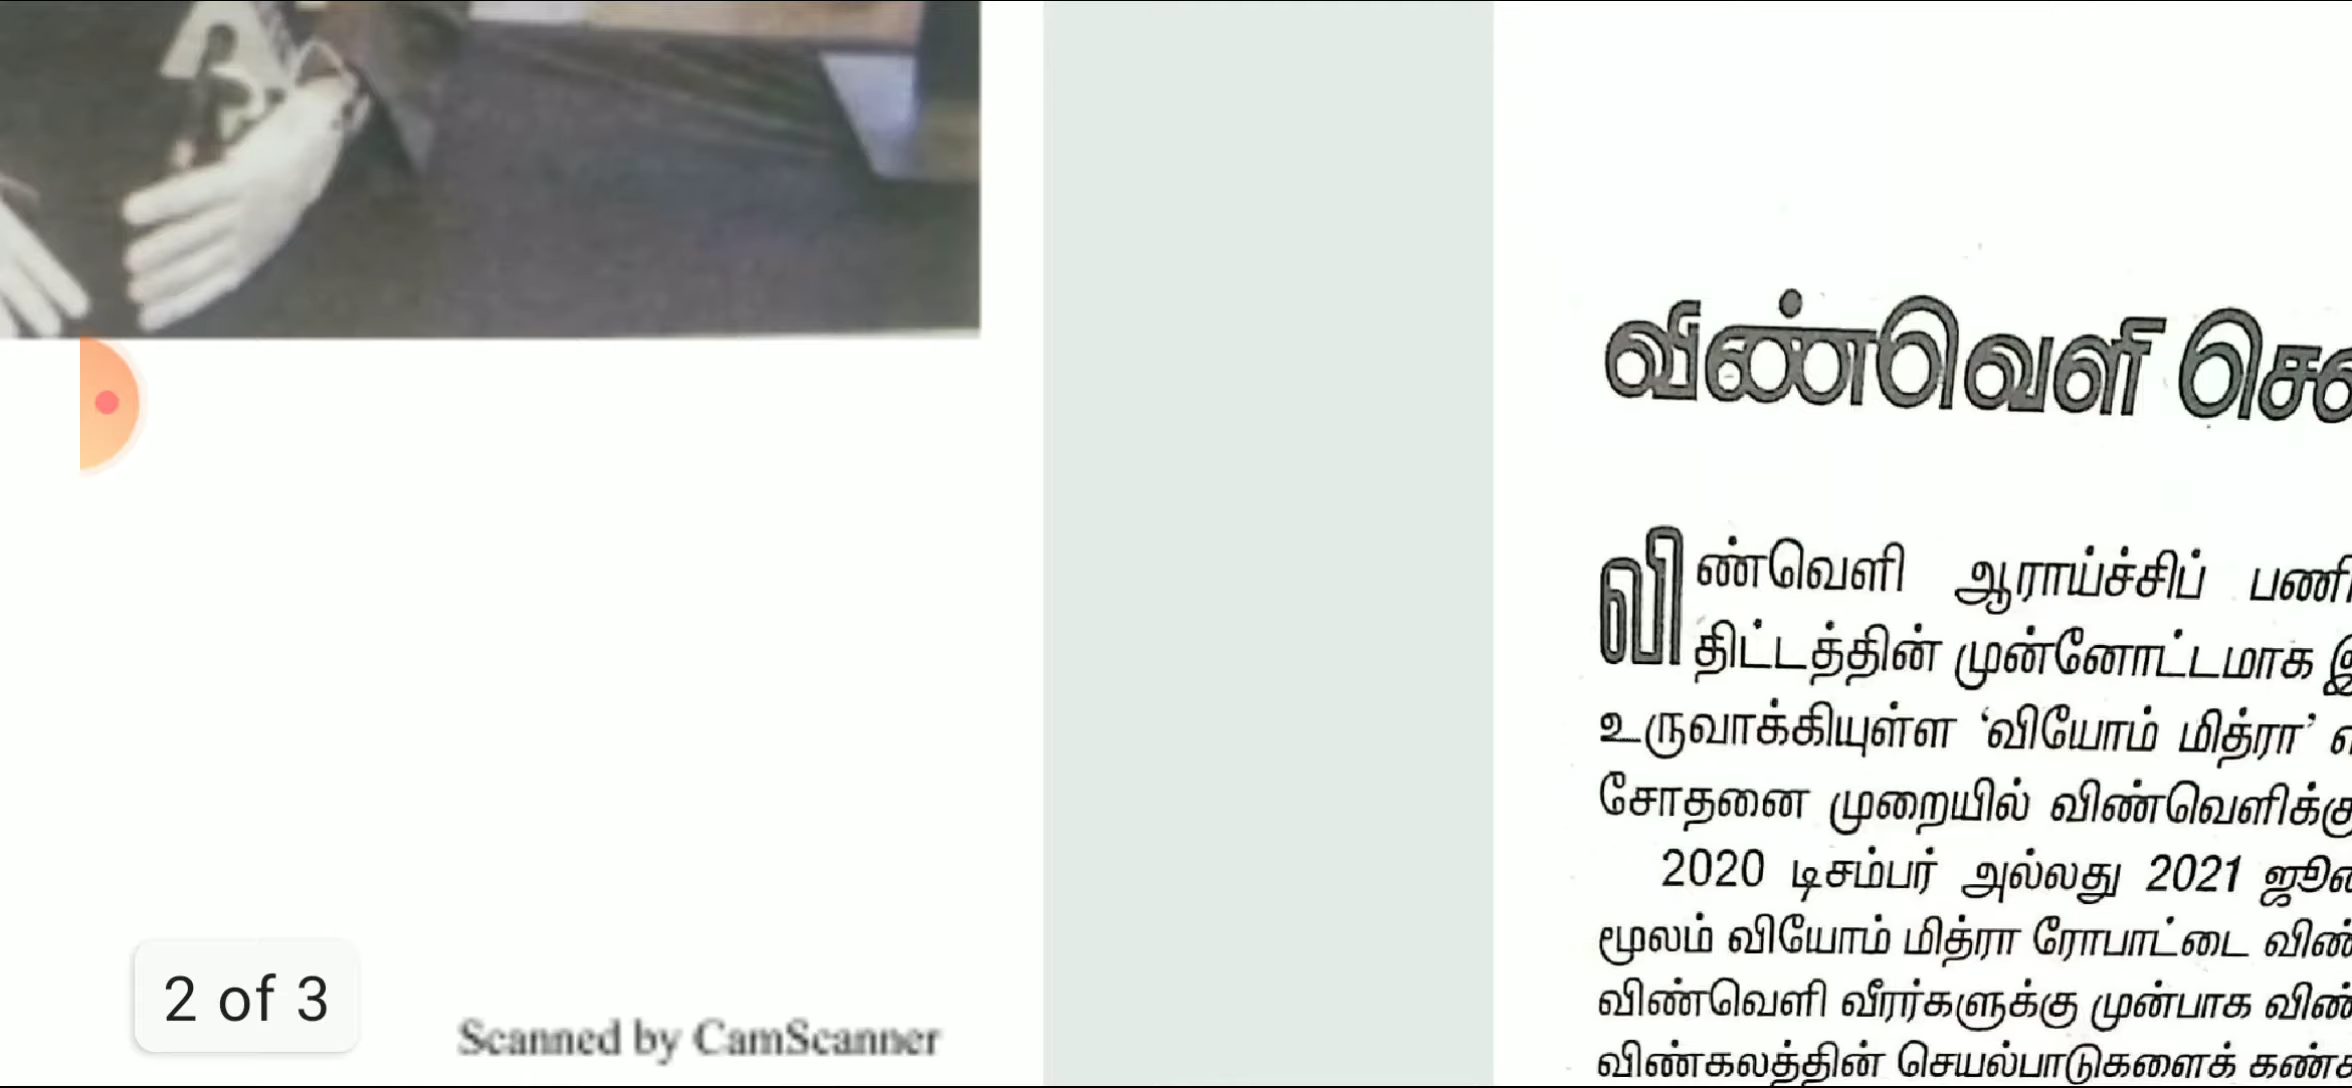 2 of 3
Scanned by CamScanner
விண்வெளி
விண்வெளி ஆராய்ச்சிப்
திட்டத்தின் முன்னோட்டமாக
உருவாக்கியுள்ள ‘வியோம் மித்ரா’
சோதனை முறையில்
2020 டிசம்பர் அல்லது 2021
மூலம் வியோம் மித்ரா ரோபாட்டை
விண்வெளி வீரர்களுக்கு முன்பாக
விண்கலத்தின் செயல்பாடுகளைக்